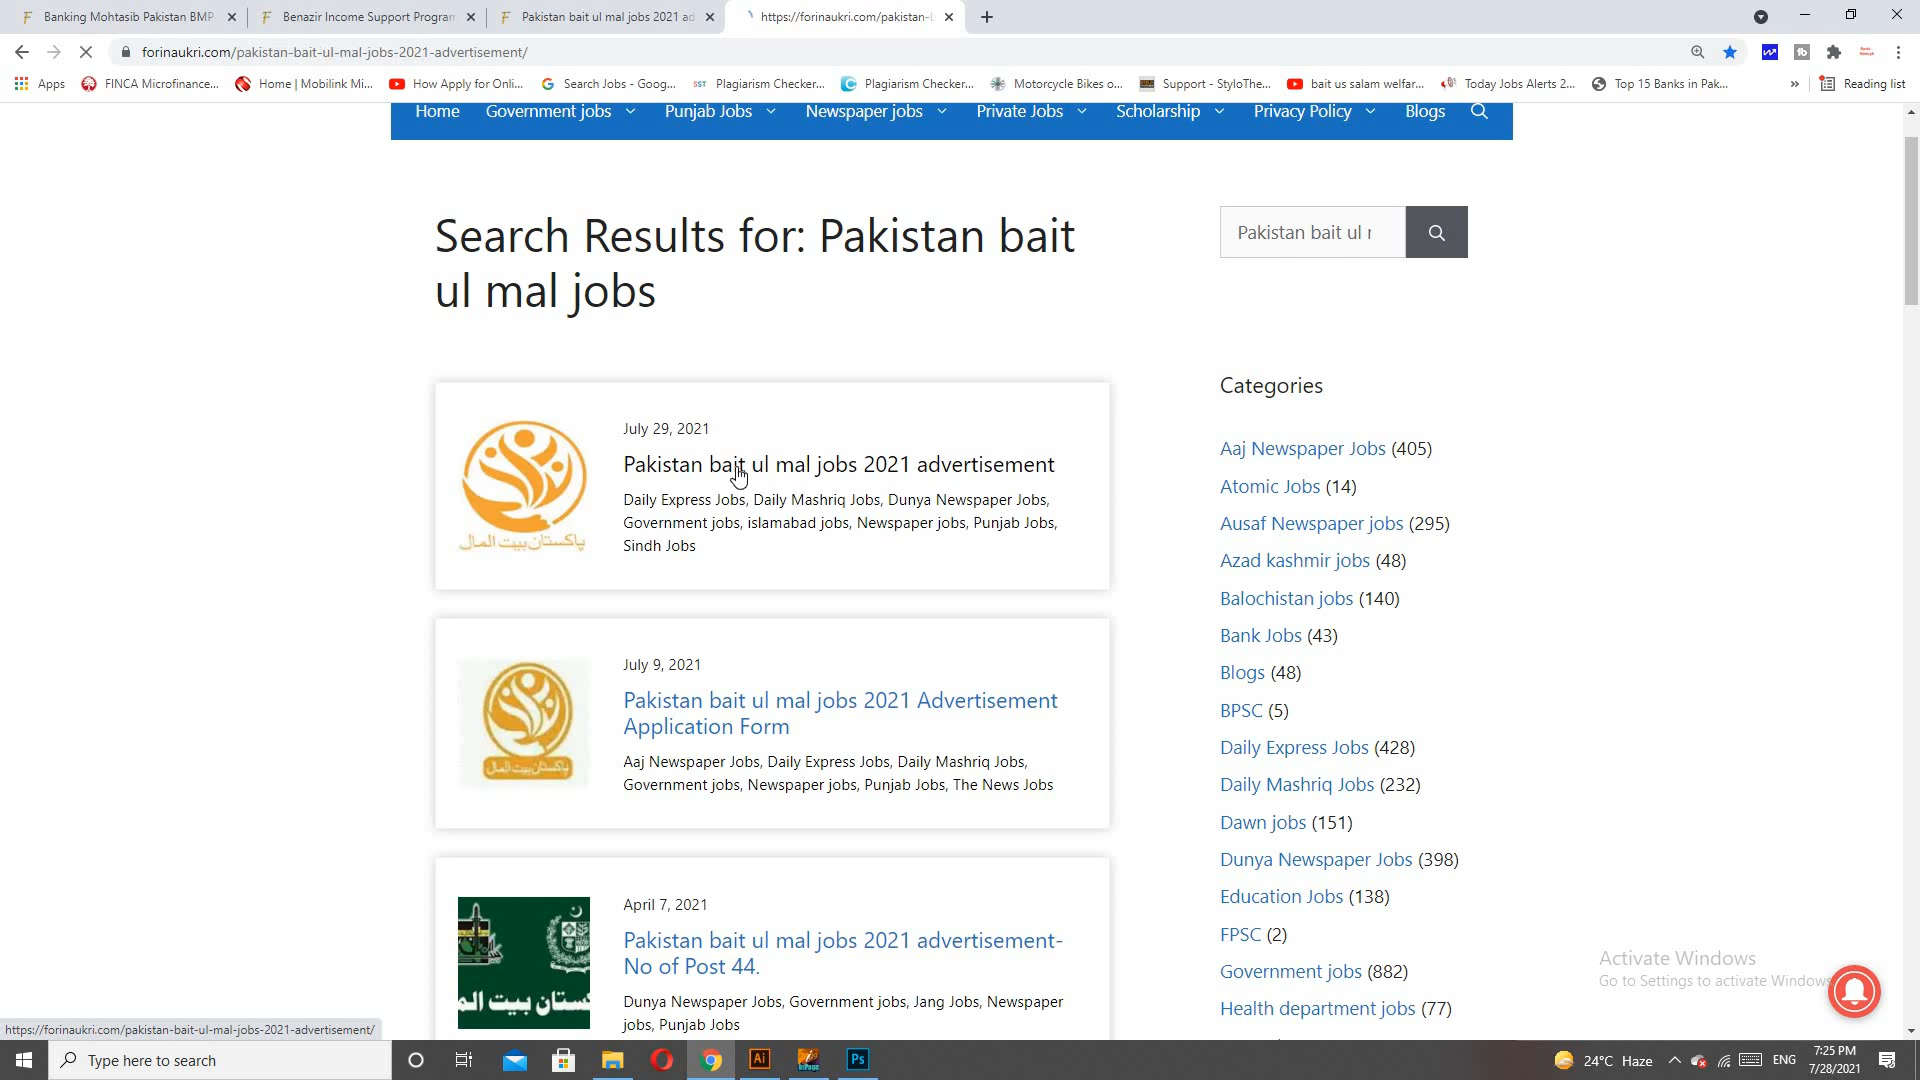 Banking Mohtasib Pakistan BMP
Benazir Income Support Program
Pakistan bait ul mal jobs 2021 ad
https://forinaukri.com/pakistan-b
forinaukri.com/pakistan-bait-ul-mal-jobs-2021-advertisement/
Apps
FINCA Microfinance...
Home | Mobilink Mi...
How Apply for Onli...
Search Jobs - Goog...
SST
Plagiarism Checker...
Plagiarism Checker...
Motorcycle Bikes o...
Support - StyloThe...
bait us salam welfar...
Today Jobs Alerts 2...
Top 15 Banks in Pak...
»
Reading list
Home
Government jobs
Punjab Jobs
Newspaper jobs
Private Jobs
Scholarship
Privacy Policy
Blogs
Search Results for: Pakistan bait
ul mal jobs
Pakistan bait ul r
July 29, 2021
Pakistan bait ul mal jobs 2021 advertisement
Daily Express Jobs, Daily Mashriq Jobs, Dunya Newspaper Jobs,
Government jobs, islamabad jobs, Newspaper jobs, Punjab Jobs,
Sindh Jobs
پاکستان بیت المال
July 9, 2021
Pakistan bait ul mal jobs 2021 Advertisement
Application Form
Aaj Newspaper Jobs, Daily Express Jobs, Daily Mashriq Jobs,
Government jobs, Newspaper jobs, Punjab Jobs, The News Jobs
پاکستان بیت المال
April 7, 2021
Pakistan bait ul mal jobs 2021 advertisement-
No of Post 44.
Dunya Newspaper Jobs, Government jobs, Jang Jobs, Newspaper
jobs, Punjab Jobs
Categories
Aaj Newspaper Jobs (405)
Atomic Jobs (14)
Ausaf Newspaper jobs (295)
Azad kashmir jobs (48)
Balochistan jobs (140)
Bank Jobs (43)
Blogs (48)
BPSC (5)
Daily Express Jobs (428)
Daily Mashriq Jobs (232)
Dawn jobs (151)
Dunya Newspaper Jobs (398)
Education Jobs (138)
FPSC (2)
Government jobs (882)
Health department jobs (77)
Activate Windows
Go to Settings to activate Windows
https://forinaukri.com/pakistan-bait-ul-mal-jobs-2021-advertisement/
Type here to search
Ai
Ps
24°C Haze
ENG
7:25 PM
7/28/2021